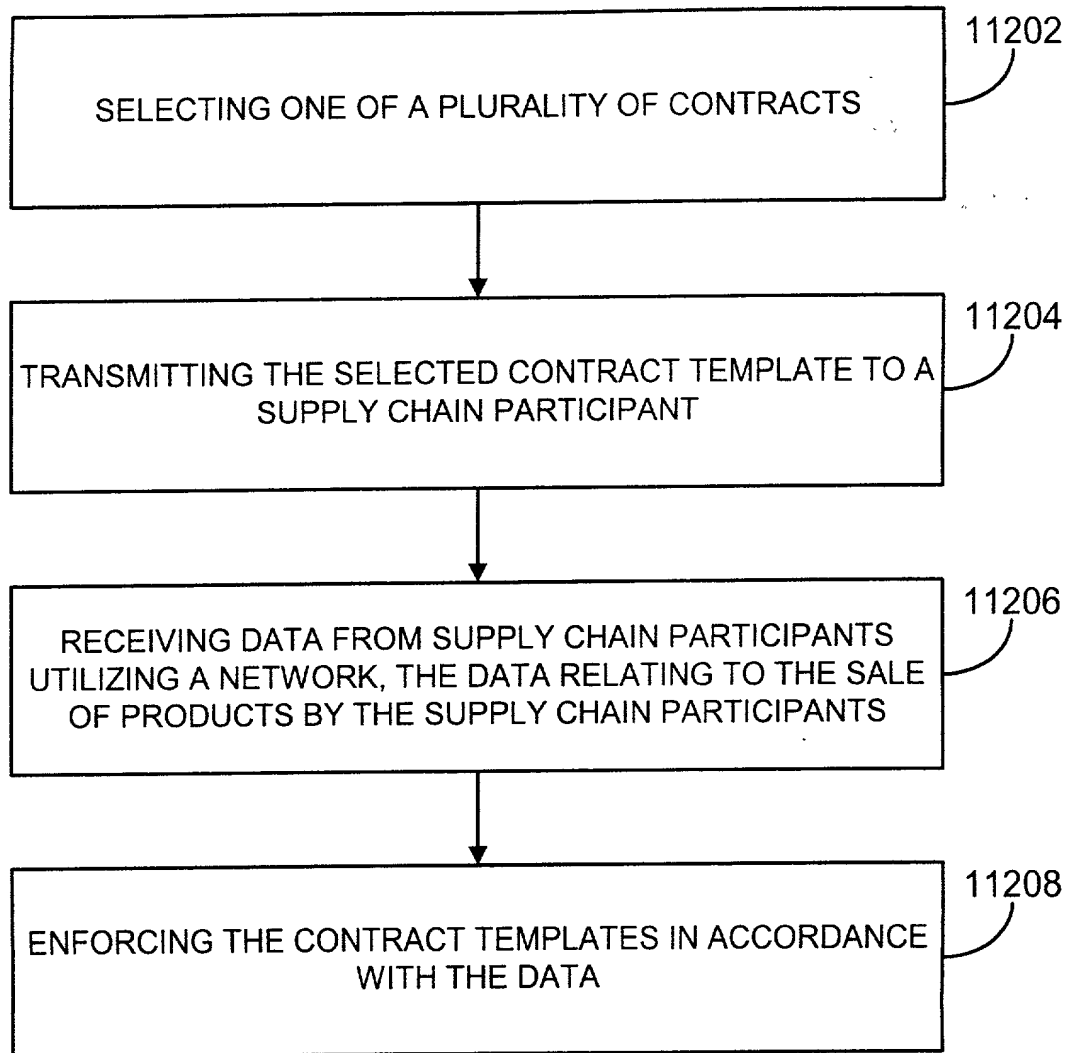 11202
SELECTING ONE OF A PLURALITY OF CONTRACTS
11204
TRANSMITTING THE SELECTED CONTRACT TEMPLATE TO A
SUPPLY CHAIN PARTICIPANT
11206
RECEIVING DATA FROM SUPPLY CHAIN PARTICIPANTS
UTILIZING A NETWORK, THE DATA RELATING TO THE SALE
OF PRODUCTS BY THE SUPPLY CHAIN PARTICIPANTS
11208
ENFORCING THE CONTRACT TEMPLATES IN ACCORDANCE
WITH THE DATA